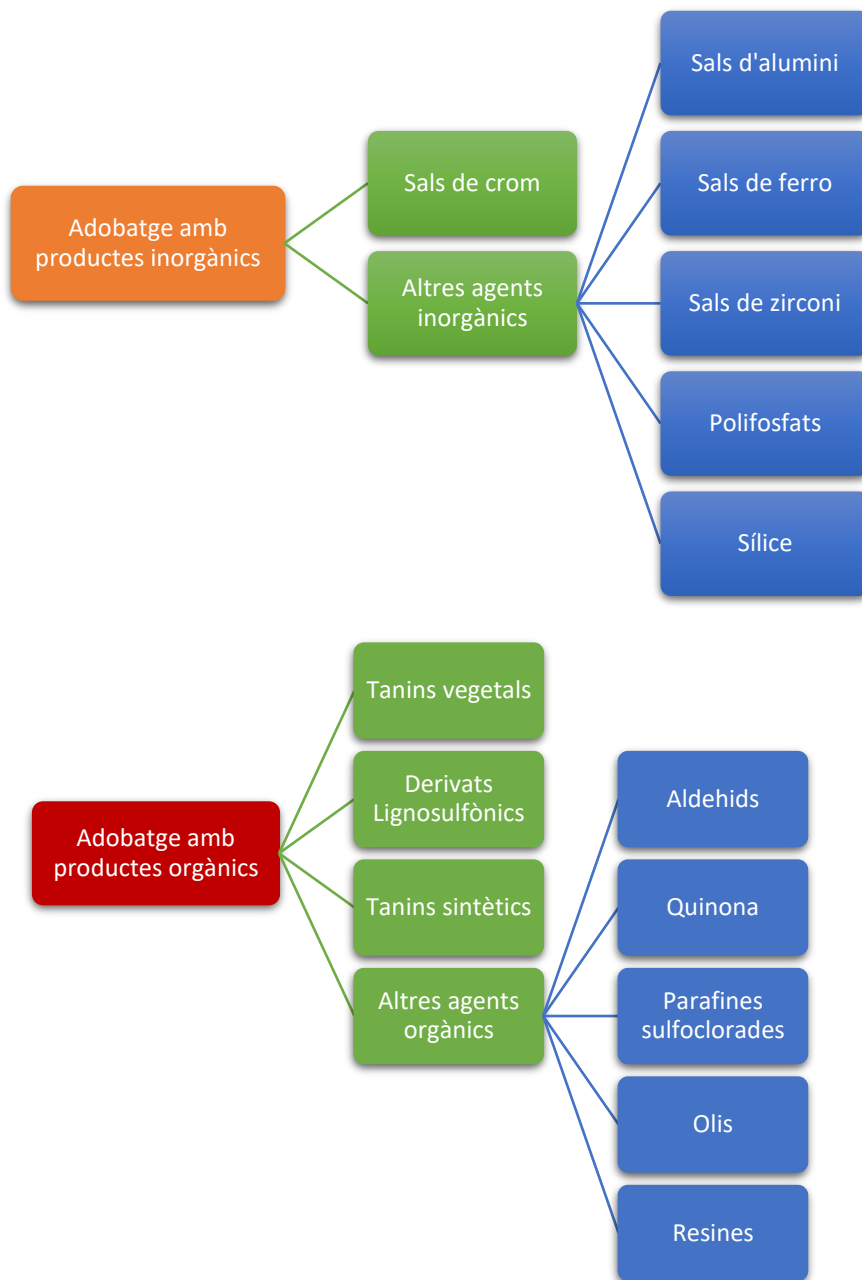 Adobatge amb
productes inorgànics
Sals de crom
Altres agents
inorgànics
Sals d'alumini
Sals de ferro
Sals de zirconi
Polifosfats
Sílice
Adobatge amb
productes orgànics
Tanins vegetals
Derivats
Lignosulfònics
Tanins sintètics
Altres agents
orgànics
Aldehids
Quinona
Parafines
sulfoclorades
Olis
Resines